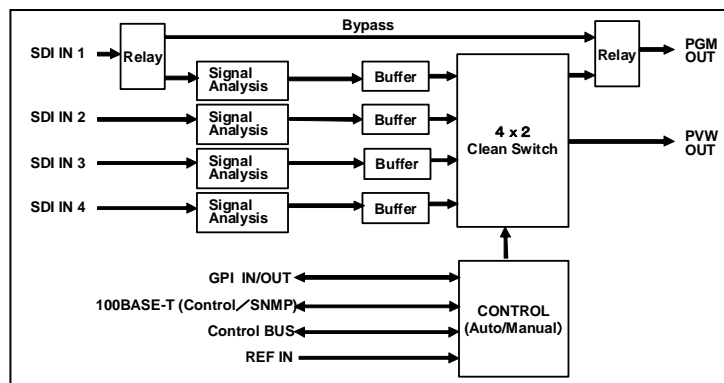 Bypass
SDI IN 1
Relay
Relay
PGM
OUT
Signal
Analysis
Buffer
SDI IN 2
Signal
Analysis
Buffer
4 x 2
Clean Switch
PVW
OUT
SDI IN 3
Signal
Analysis
Buffer
SDI IN 4
Signal
Analysis
Buffer
GPI IN/OUT
100BASE-T (Control／SNMP)
Control BUS
REF IN
CONTROL
(Auto/Manual)